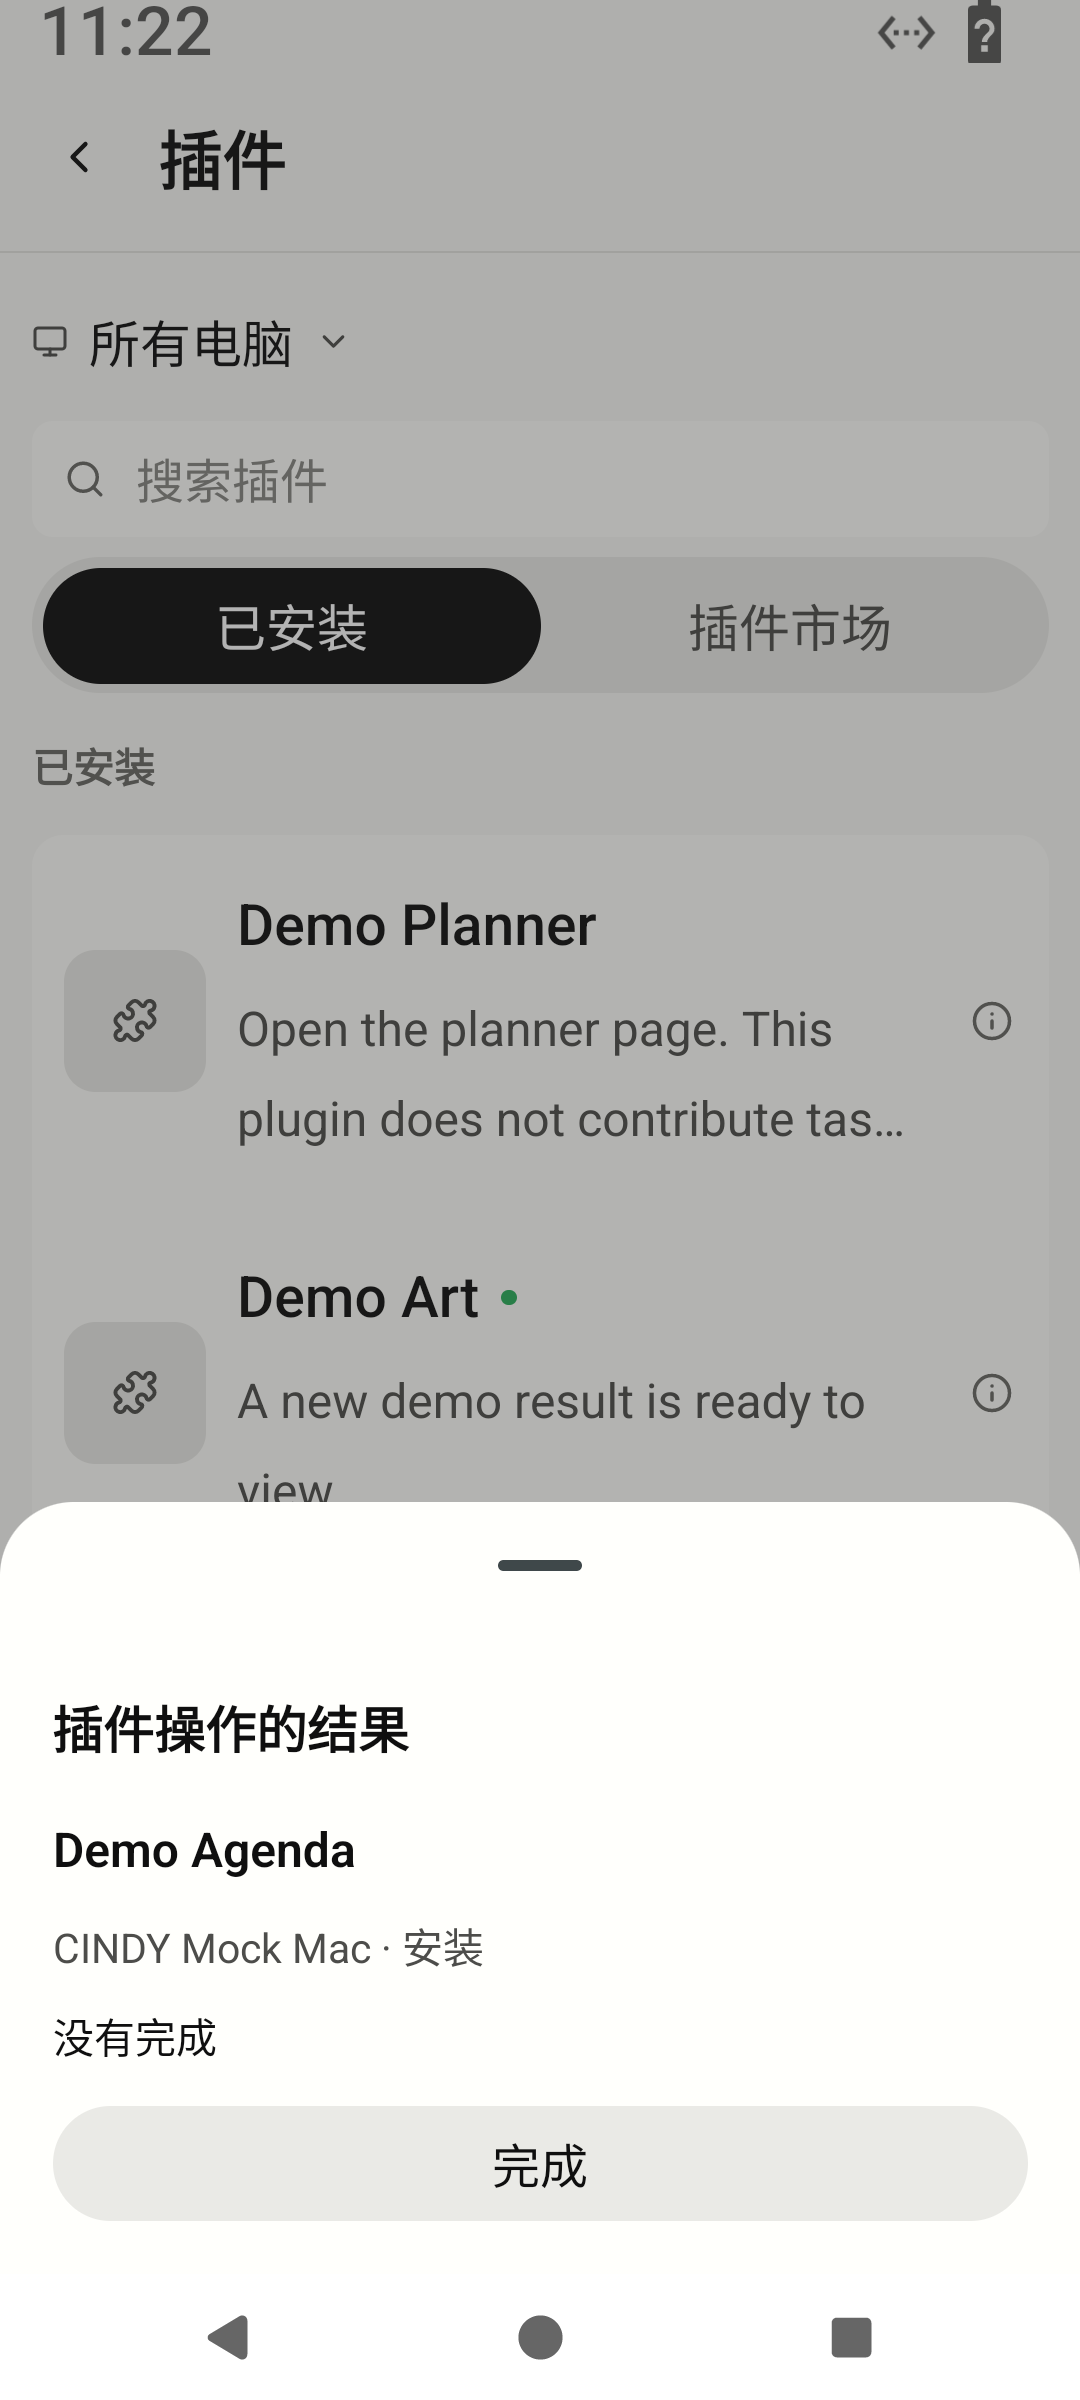 11:22
插件
所有电脑
搜索插件
已安装
插件市场
已安装
Demo Planner
Open the planner page. This
plugin does not contribute tas…
Demo Art
A new demo result is ready to
view
插件操作的结果
Demo Agenda
CINDY Mock Mac · 安装
没有完成
完成